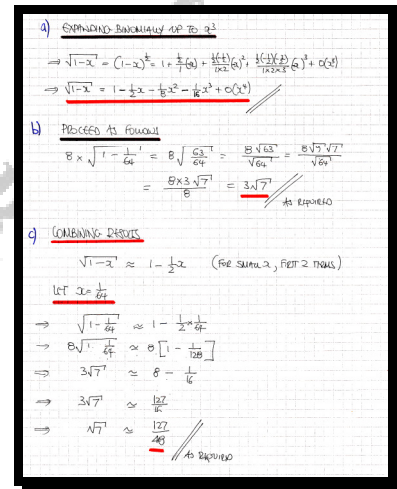 a) EXPANDING BINOMIALLY UP TO x³
⇒ √(1-x) = (1-x)^½ = 1 + ½/1(-x) + ½(-½)/1×2(-x)² + ½(-½)(-3/2)/1×2×3(-x)³ + O(x⁴)
⇒ √(1-x) = 1 - ½x - ⅛x² - 1/16x³ + O(x⁴)
b) PROCEED AS FOLLOWS
8 × √(1 - 1/64) = 8√(63/64) = 8√63/√64 = 8√9√7/√64
= 8×3√7/8 = 3√7
AS REQUIRED
c) COMBINING RESULTS
√(1-x) ≈ 1 - ½x (FOR SMALL x, FIRST 2 TERMS)
LET x = 1/64
⇒ √(1 - 1/64) ≈ 1 - ½ × 1/64
⇒ 8√(1 - 1/64) ≈ 8[1 - 1/128]
⇒ 3√7 ≈ 8 - 1/16
⇒ 3√7 ≈ 127/16
⇒ √7 ≈ 127/48
AS REQUIRED